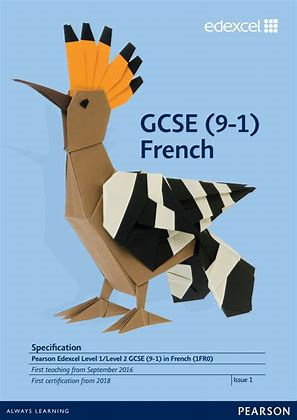 edexcel
GCSE (9-1)
French
Specification
Pearson Edexcel Level 1/Level 2 GCSE (9-1) in French (1FR0)
First teaching from September 2016
First certification from 2018
Issue 1
ALWAYS LEARNING
PEARSON